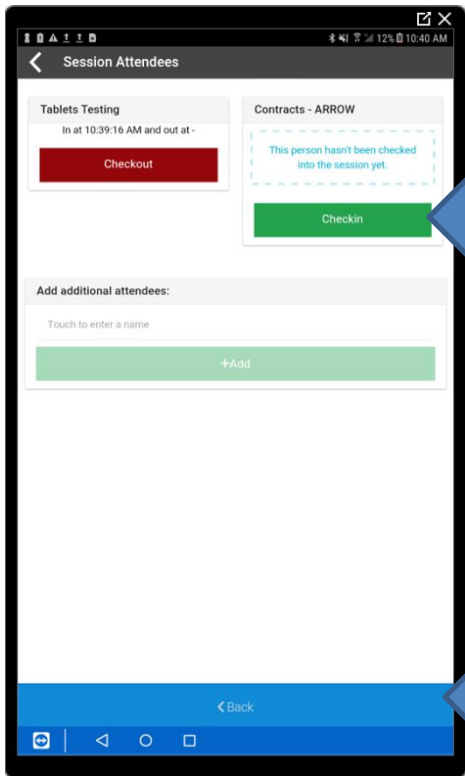 12% 10:40 AM
Session Attendees
Tablets Testing
In at 10:39:16 AM and out at -
Checkout
Contracts - ARROW
This person hasn't been checked
into the session yet.
Checkin
Add additional attendees:
Touch to enter a name
+Add
Back